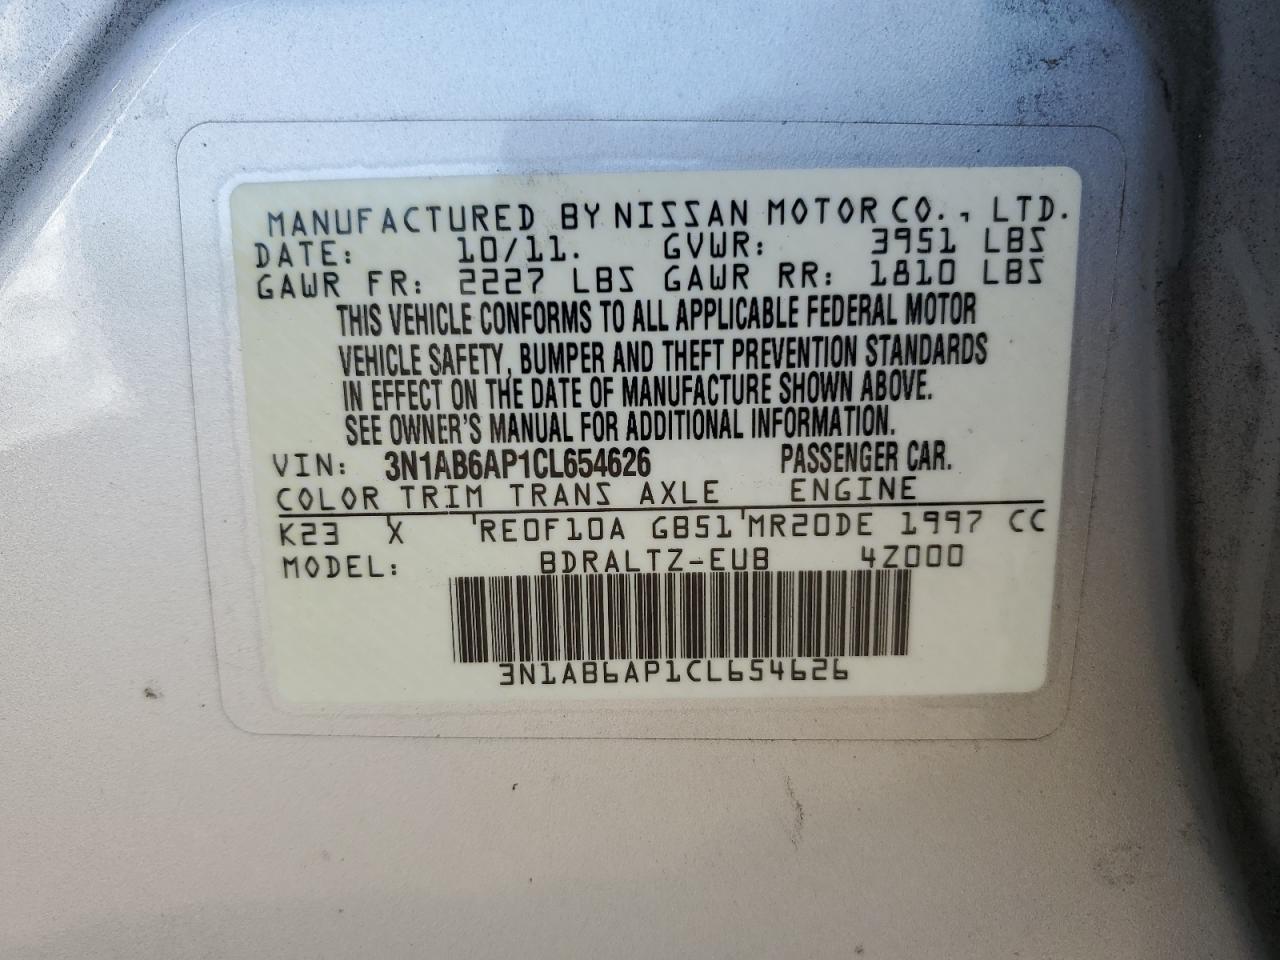 MANUFACTURED BY NISSAN MOTOR CO., LTD.
DATE: 10/11. GVWR: 3951 LBS
GAWR FR: 2227 LBS GAWR RR: 1810 LBS
THIS VEHICLE CONFORMS TO ALL APPLICABLE FEDERAL MOTOR
VEHICLE SAFETY, BUMPER AND THEFT PREVENTION STANDARDS
IN EFFECT ON THE DATE OF MANUFACTURE SHOWN ABOVE.
SEE OWNER'S MANUAL FOR ADDITIONAL INFORMATION.
VIN: 3N1AB6AP1CL654626 PASSENGER CAR.
COLOR TRIM TRANS AXLE ENGINE
K23 X RE0F10A GB51 MR20DE 1997 CC
MODEL: BDRALTZ-EUB 4Z000
3N1AB6AP1CL654626